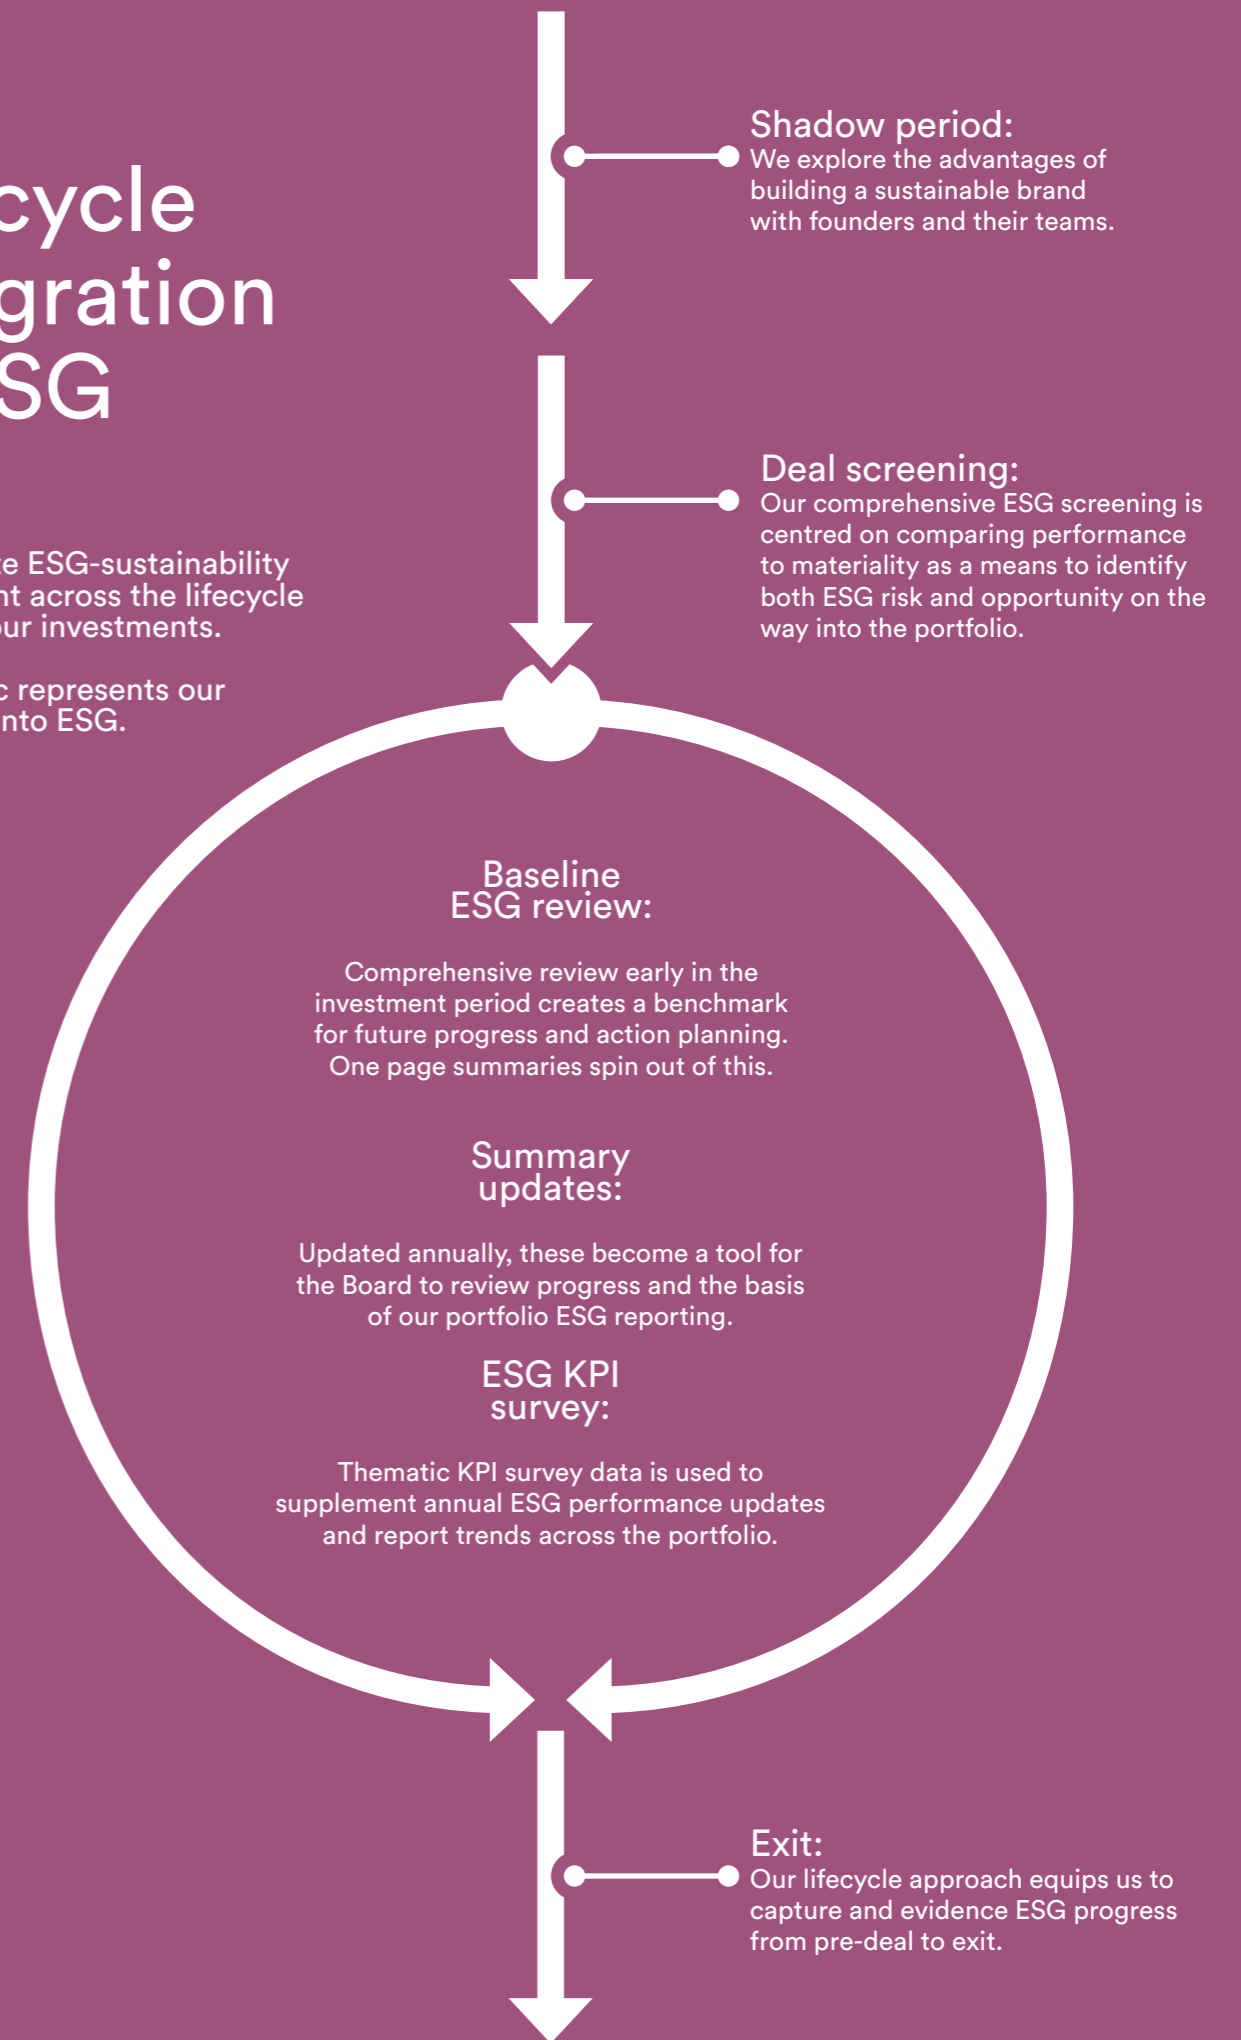 cycle
gration
SG
te ESG-sustainability
nt across the lifecycle
our investments.
c represents our
nto ESG.
Shadow period:
We explore the advantages of
building a sustainable brand
with founders and their teams.
Deal screening:
Our comprehensive ESG screening is
centred on comparing performance
to materiality as a means to identify
both ESG risk and opportunity on the
way into the portfolio.
Baseline
ESG review:
Comprehensive review early in the
investment period creates a benchmark
for future progress and action planning.
One page summaries spin out of this.
Summary
updates:
Updated annually, these become a tool for
the Board to review progress and the basis
of our portfolio ESG reporting.
ESG KPI
survey:
Thematic KPI survey data is used to
supplement annual ESG performance updates
and report trends across the portfolio.
Exit:
Our lifecycle approach equips us to
capture and evidence ESG progress
from pre-deal to exit.